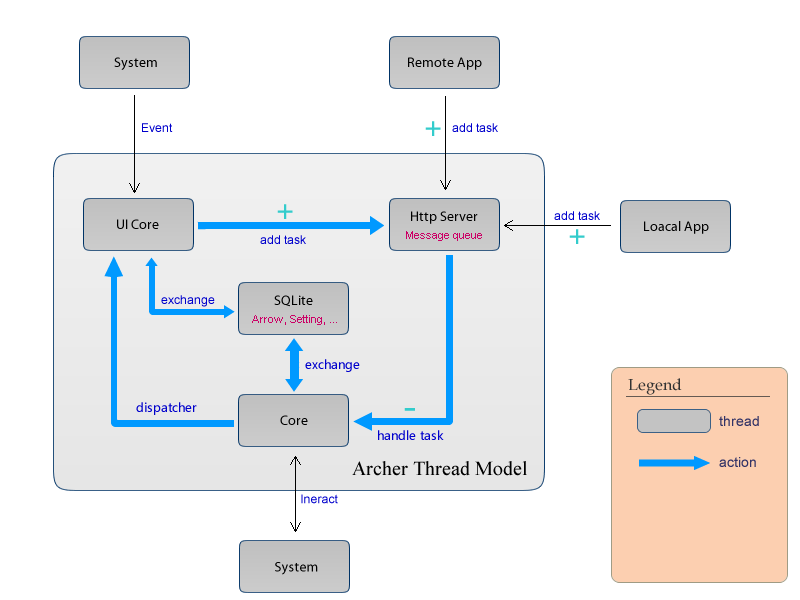 System
Remote App
Event
+
add task
UI Core
+
add task
Http Server
Message queue
add task
+
Loacal App
exchange
SQLite
Arrow, Setting, ...
exchange
dispatcher
Core
-
handle task
Archer Thread Model
Ineract
System
Legend
thread
action